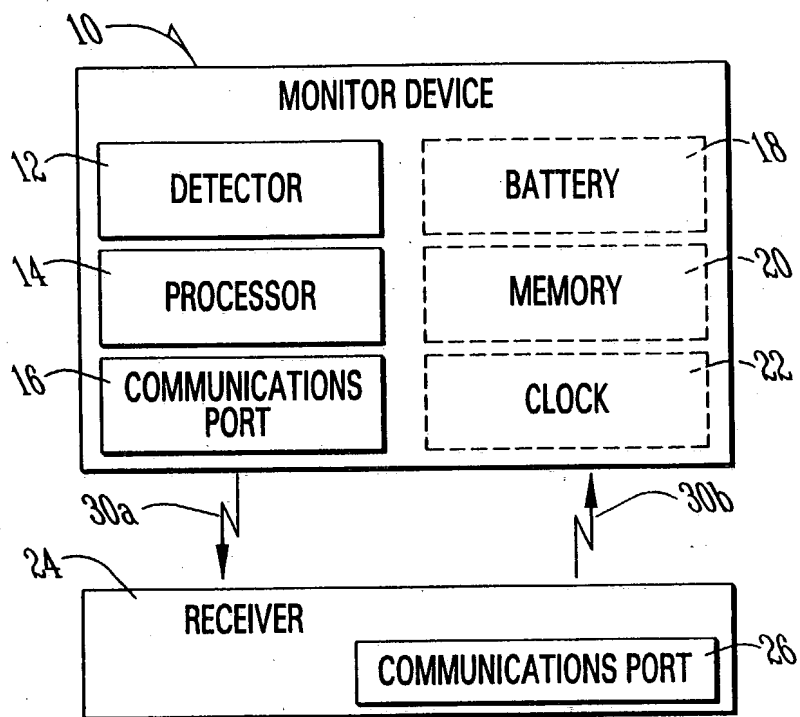 10
MONITOR DEVICE
12
DETECTOR
BATTERY
18
14
PROCESSOR
MEMORY
20
16
COMMUNICATIONS
PORT
CLOCK
22
30a
30b
24
RECEIVER
COMMUNICATIONS PORT
26